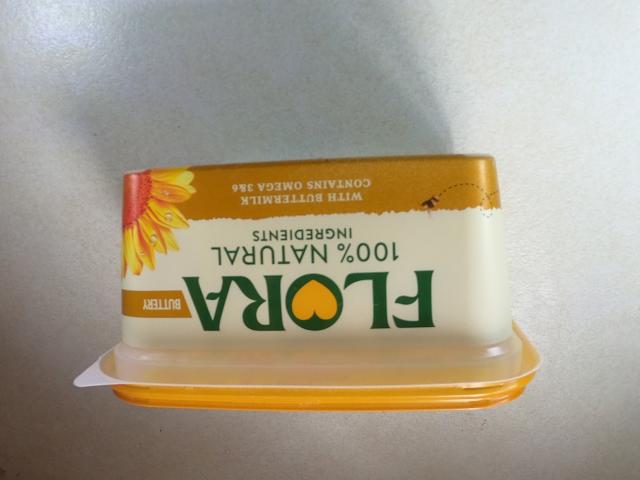 FLORA
BUTTERY
100% NATURAL
INGREDIENTS
WITH BUTTERMILK
CONTAINS OMEGA 3&6